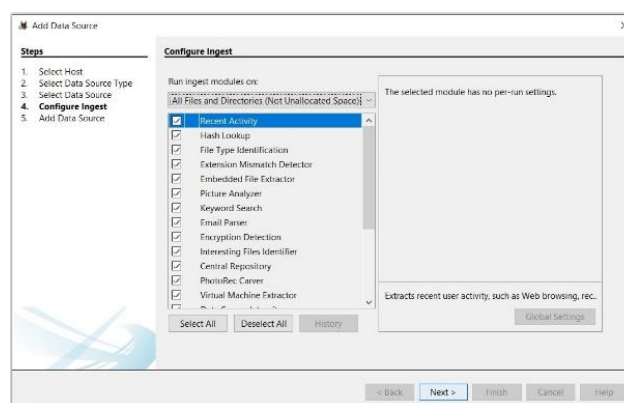 Add Data Source
Steps
1. Select Host
2. Select Data Source Type
3. Select Data Source
4. Configure Ingest
5. Add Data Source
Configure Ingest
Run ingest modules on:
All Files and Directories (Not Unallocated Space)
Recent Activity
Hash Lookup
File Type Identification
Extension Mismatch Detector
Embedded File Extractor
Picture Analyzer
Keyword Search
Email Parser
Encryption Detection
Interesting Files Identifier
Central Repository
PhotoRec Carver
Virtual Machine Extractor
Select All Deselect All History
The selected module has no per-run settings.
Extracts recent user activity, such as Web browsing, rec..
Global Settings
< Back Next > Finish Cancel Help